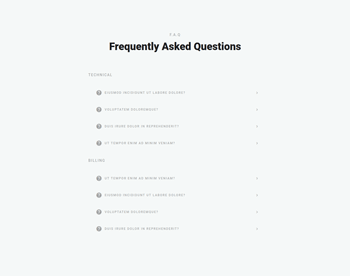 FAQ
Frequently Asked Questions
TECHNICAL
EIUSMOD INCIDIDUNT UT LABORE DOLORE?
VOLUPTATEM DOLOREMQUE?
DUIS IRURE DOLOR IN REPREHENDERIT?
UT TEMPOR ENIM AD MINIM VENIAM?
BILLING
UT TEMPOR ENIM AD MINIM VENIAM?
EIUSMOD INCIDIDUNT UT LABORE DOLORE?
VOLUPTATEM DOLOREMQUE?
DUIS IRURE DOLOR IN REPREHENDERIT?